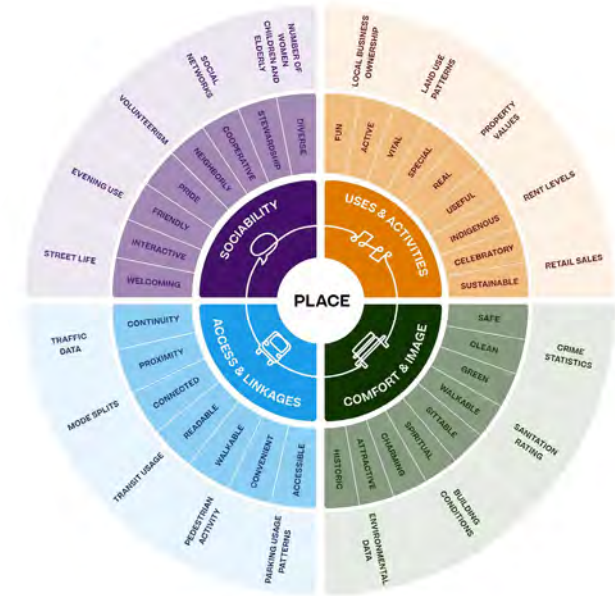 PLACE
SOCIABILITY
USES & ACTIVITIES
ACCESS & LINKAGES
COMFORT & IMAGE
DIVERSE
STEWARDSHIP
COOPERATIVE
NEIGHBORLY
PRIDE
FRIENDLY
INTERACTIVE
WELCOMING
FUN
ACTIVE
VITAL
SPECIAL
REAL
USEFUL
INDIGENOUS
CELEBRATORY
SUSTAINABLE
CONTINUITY
PROXIMITY
CONNECTED
READABLE
WALKABLE
CONVENIENT
ACCESSIBLE
SAFE
CLEAN
GREEN
WALKABLE
SITTABLE
SPIRITUAL
CHARMING
ATTRACTIVE
HISTORIC
NUMBER OF
WOMEN
CHILDREN AND
ELDERLY
SOCIAL
NETWORKS
VOLUNTEERISM
EVENING USE
STREET LIFE
LOCAL BUSINESS
OWNERSHIP
LAND USE
PATTERNS
PROPERTY
VALUES
RENT LEVELS
RETAIL SALES
TRAFFIC
DATA
MODE SPLITS
TRANSIT USAGE
PEDESTRIAN
ACTIVITY
PARKING USAGE
PATTERNS
CRIME
STATISTICS
SANITATION
RATING
BUILDING
CONDITIONS
ENVIRONMENTAL
DATA